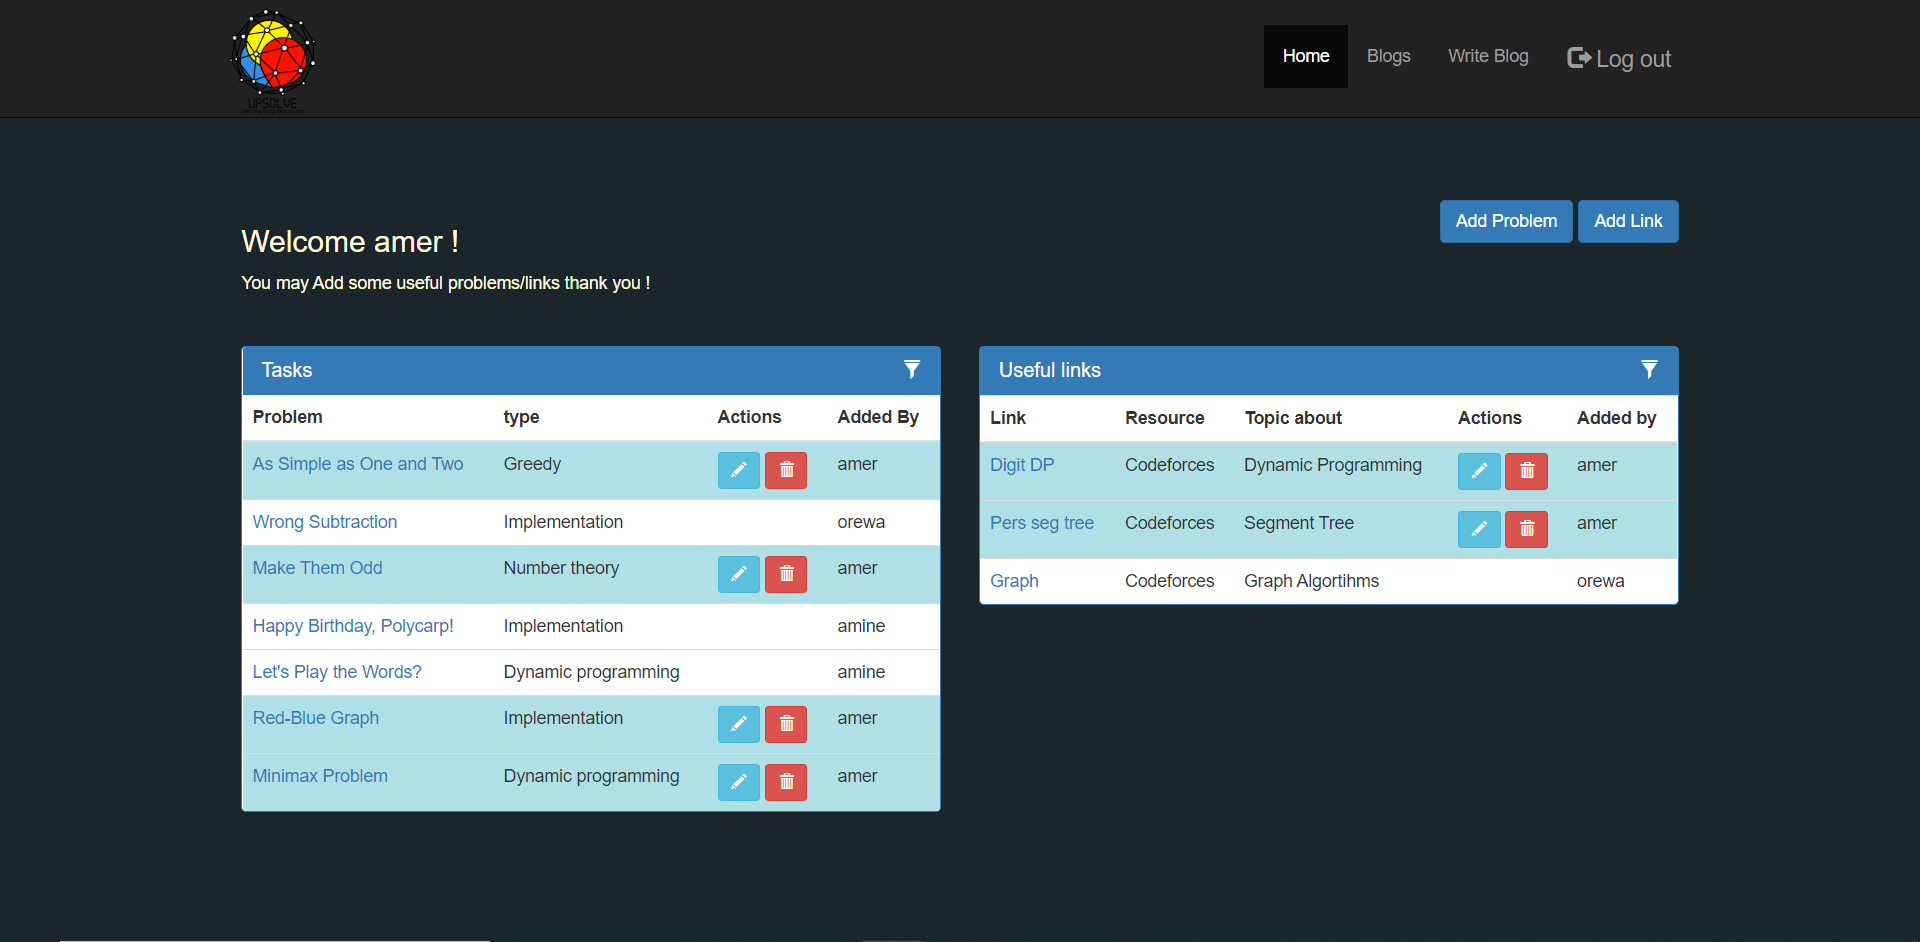 UPSOLVE
Home Blogs Write Blog Log out
Add Problem Add Link
Welcome amer !
You may Add some useful problems/links thank you !
Tasks
Problem type Actions Added By
As Simple as One and Two Greedy amer
Wrong Subtraction Implementation orewa
Make Them Odd Number theory amer
Happy Birthday, Polycarp! Implementation amine
Let's Play the Words? Dynamic programming amine
Red-Blue Graph Implementation amer
Minimax Problem Dynamic programming amer
Useful links
Link Resource Topic about Actions Added by
Digit DP Codeforces Dynamic Programming amer
Pers seg tree Codeforces Segment Tree amer
Graph Codeforces Graph Algortihms orewa